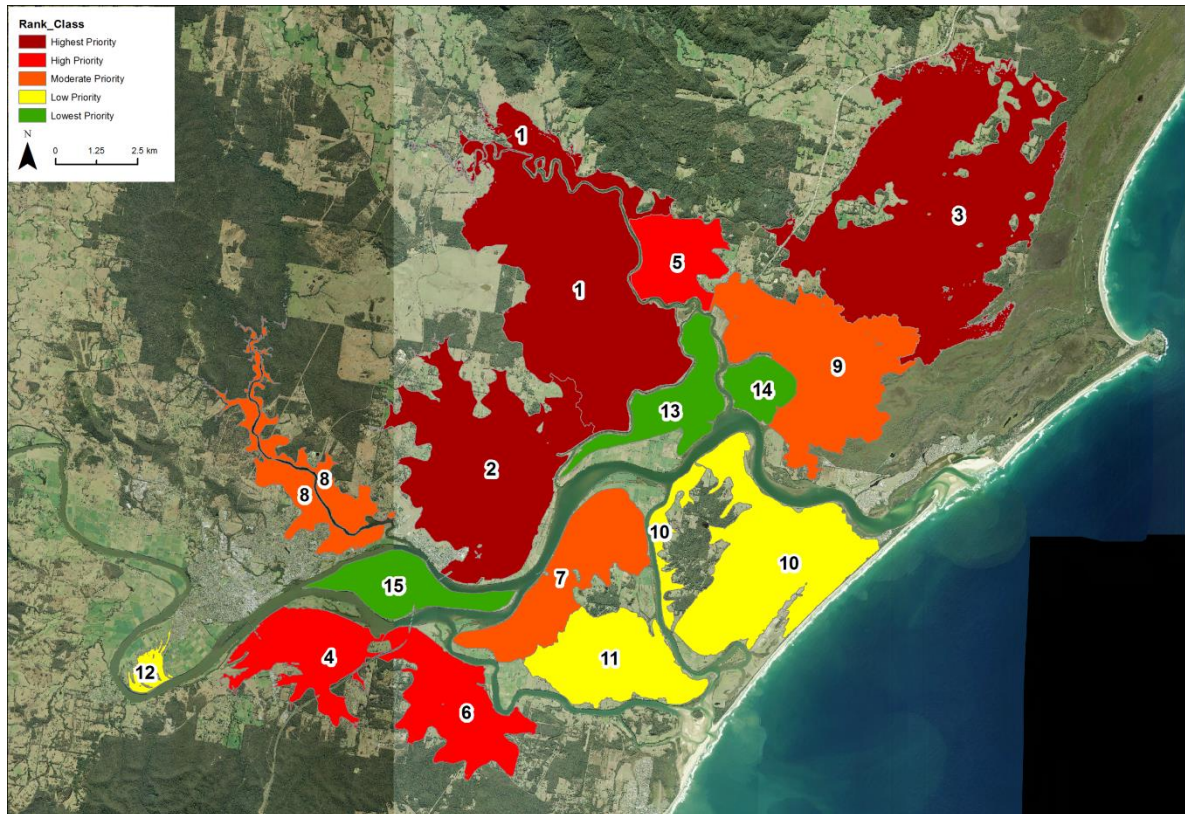 Rank_Class
Highest Priority
High Priority
Moderate Priority
Low Priority
Lowest Priority
N
0 1.25 2.5 km
1
3
5
1
9
14
13
2
8
8
10
10
7
15
4
11
12
6